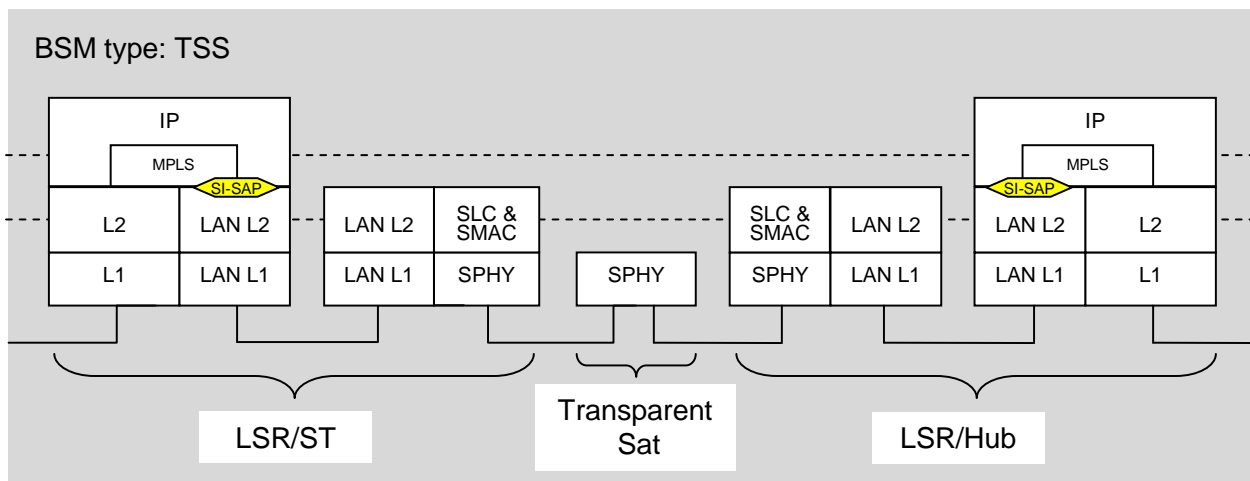 BSM type: TSS
IP
MPLS
SI-SAP
L2
LAN L2
L1
LAN L1
LAN L2
SLC &
SMAC
LAN L1
SPHY
SPHY
SLC &
SMAC
LAN L2
SPHY
LAN L1
IP
MPLS
SI-SAP
LAN L2
L2
LAN L1
L1
LSR/ST
Transparent
Sat
LSR/Hub